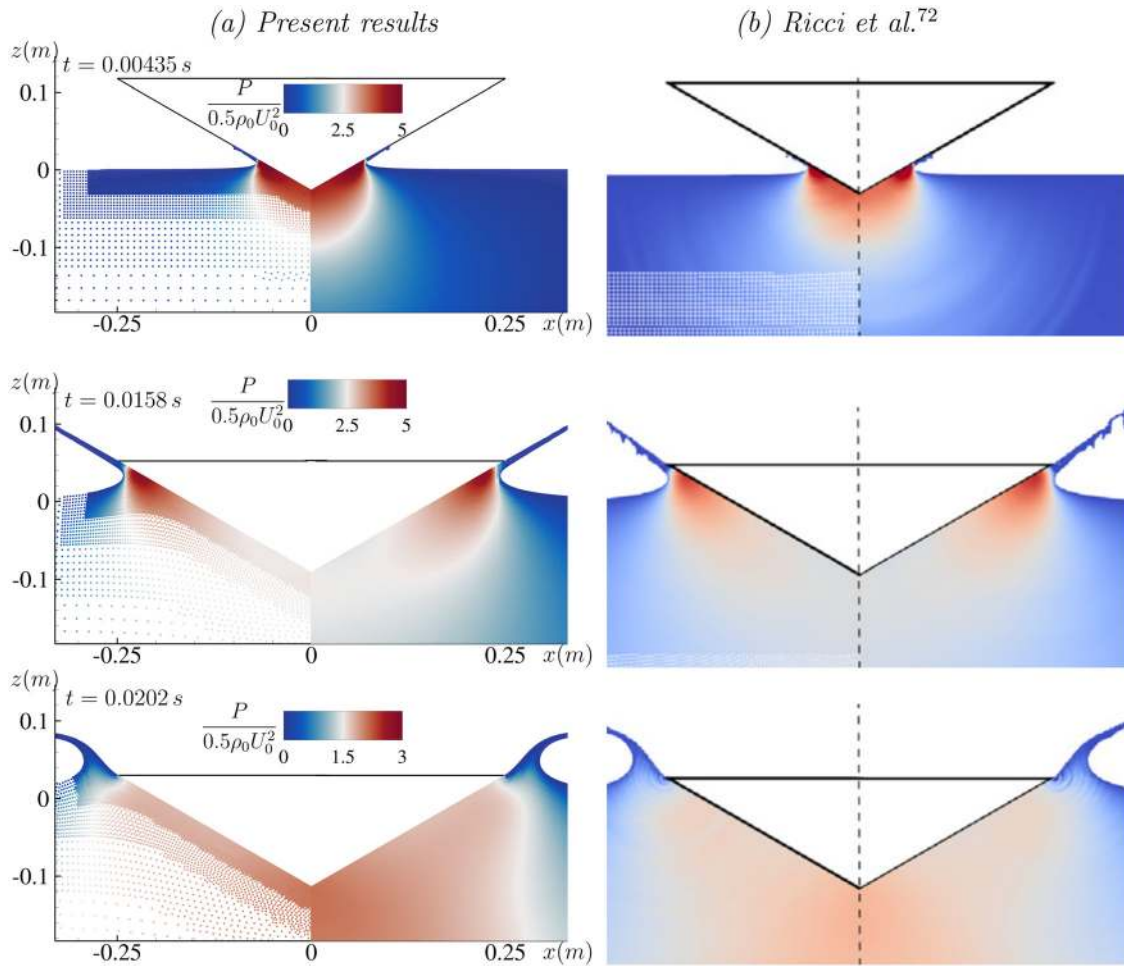 (a) Present results
(b) Ricci et al.⁷²
z(m)
t = 0.00435 s
0.1
P
0.5ρ₀U₀²
0 2.5 5
0
-0.1
-0.25 0 0.25 x(m)
z(m)
t = 0.0158 s
0.1
P
0.5ρ₀U₀²
0 2.5 5
0
-0.1
-0.25 0 0.25 x(m)
z(m)
t = 0.0202 s
0.1
P
0.5ρ₀U₀²
0 1.5 3
0
-0.1
-0.25 0 0.25 x(m)